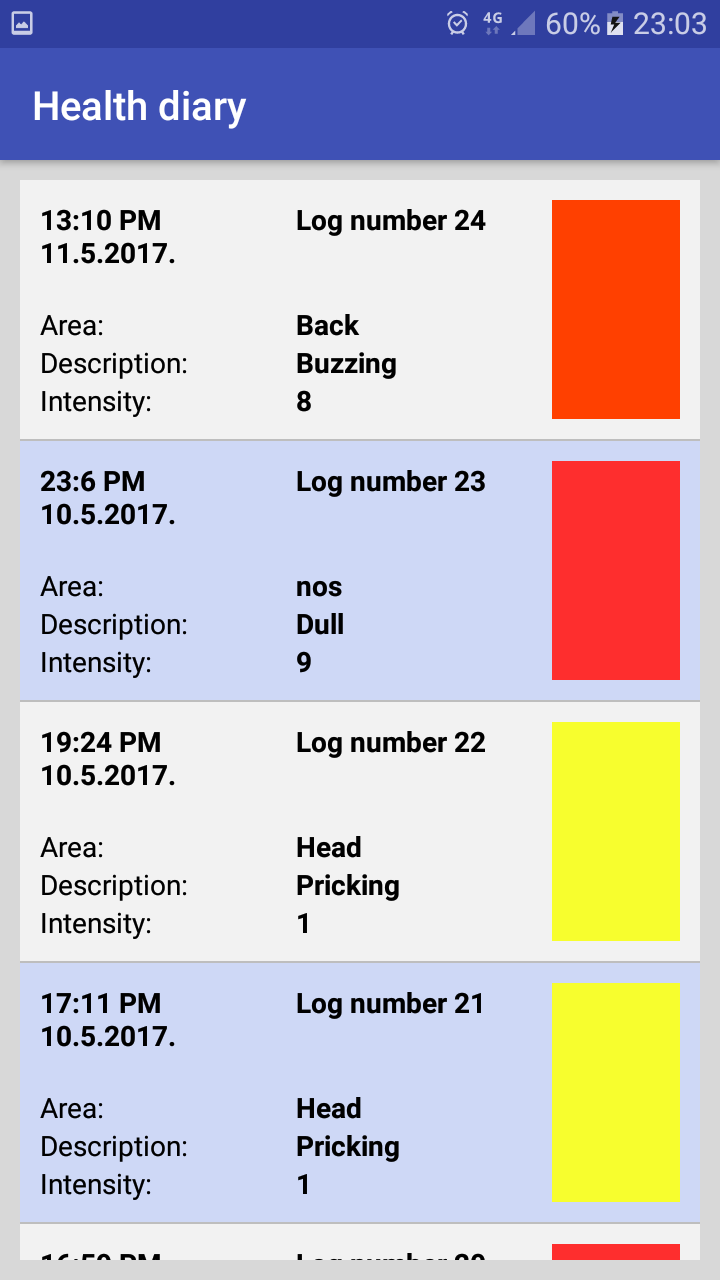 4G 60% 23:03
Health diary
13:10 PM Log number 24
11.5.2017.
Area: Back
Description: Buzzing
Intensity: 8
23:6 PM Log number 23
10.5.2017.
Area: nos
Description: Dull
Intensity: 9
19:24 PM Log number 22
10.5.2017.
Area: Head
Description: Pricking
Intensity: 1
17:11 PM Log number 21
10.5.2017.
Area: Head
Description: Pricking
Intensity: 1
PM Log number